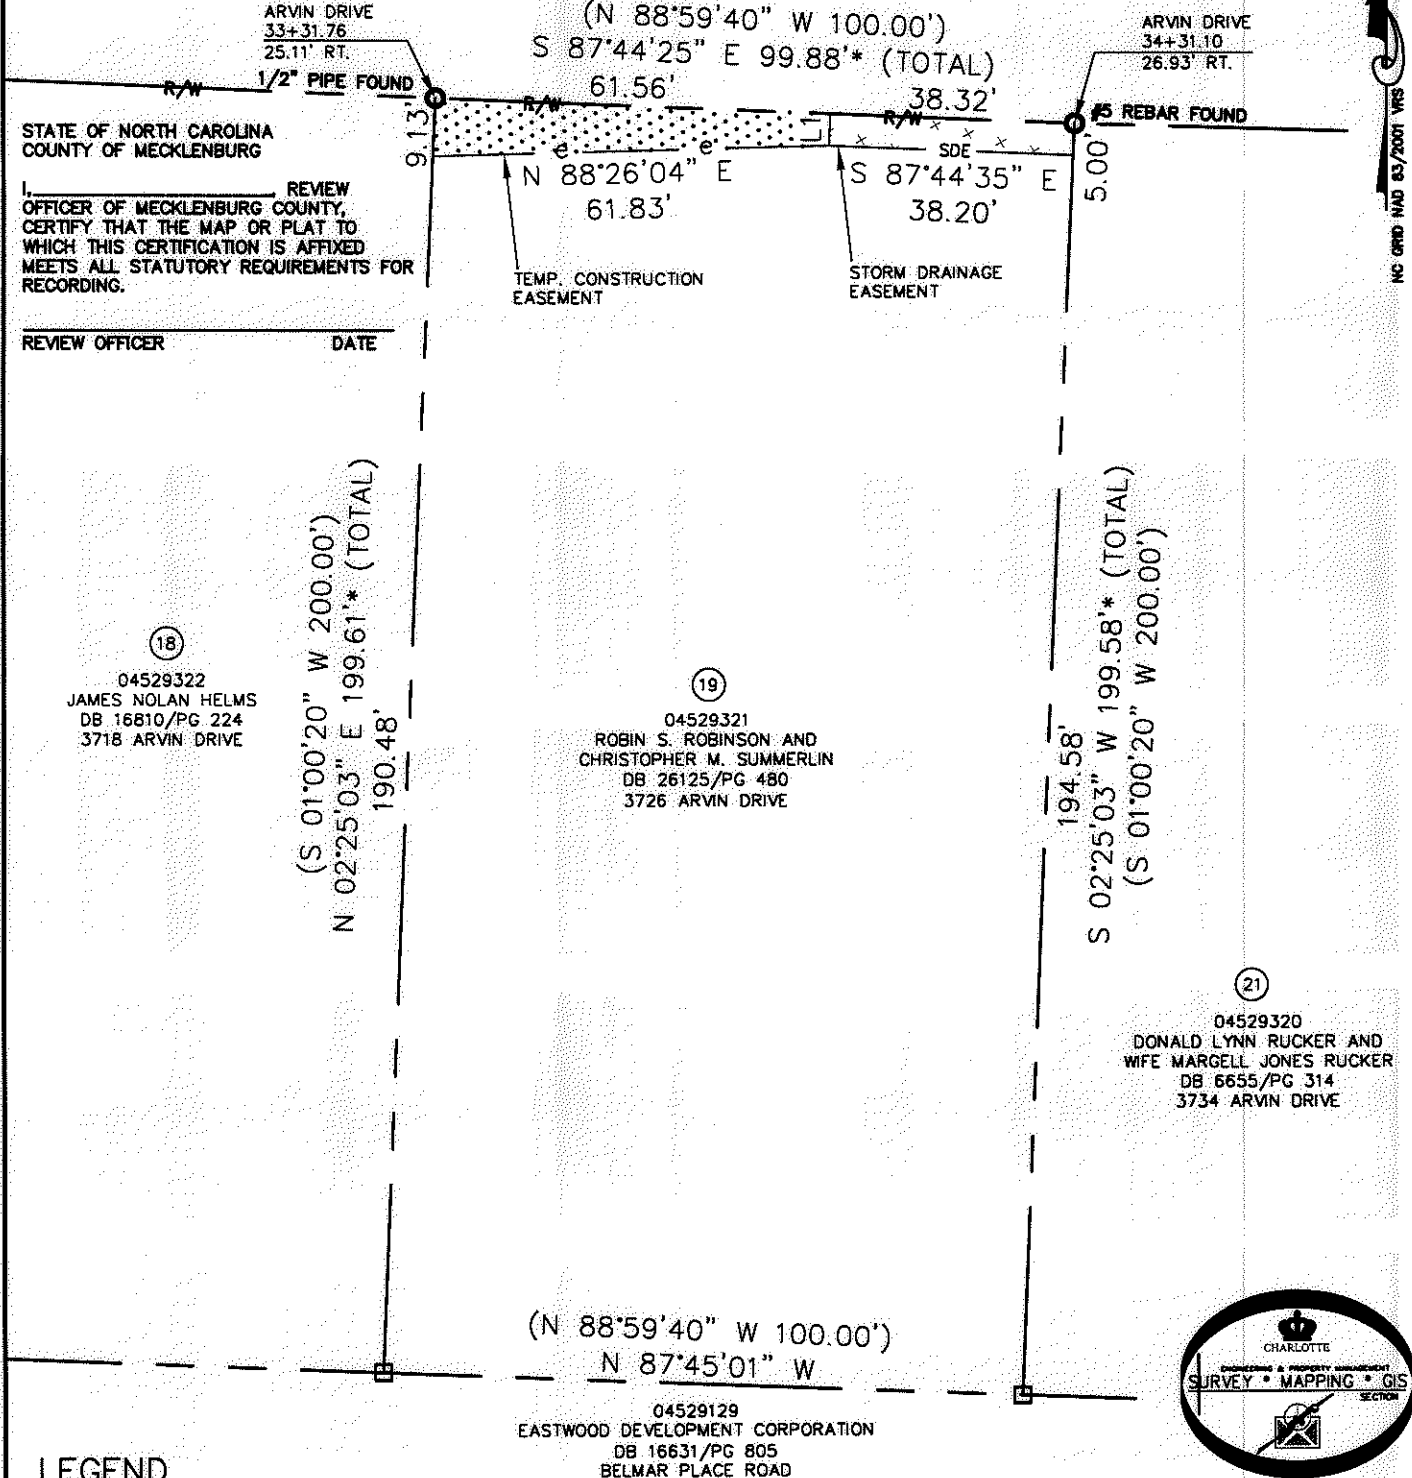 ARVIN DRIVE
33+31.76
25.11' RT.
(N 88°59'40" W 100.00')
S 87°44'25" E 99.88'* (TOTAL)
61.56'
38.32'
ARVIN DRIVE
34+31.10
26.93' RT.
NC GRID NAD 83/2001 VRS
R/W
1/2" PIPE FOUND
R/W
R/W
#5 REBAR FOUND
STATE OF NORTH CAROLINA
COUNTY OF MECKLENBURG
9.13'
e
e
L1
x x x x x
SDE
5.00'
N 88°26'04" E
61.83'
S 87°44'35" E
38.20'
I, REVIEW
OFFICER OF MECKLENBURG COUNTY,
CERTIFY THAT THE MAP OR PLAT TO
WHICH THIS CERTIFICATION IS AFFIXED
MEETS ALL STATUTORY REQUIREMENTS FOR
RECORDING.
TEMP. CONSTRUCTION
EASEMENT
STORM DRAINAGE
EASEMENT
REVIEW OFFICER DATE
(S 01°00'20" W 200.00')
N 02°25'03" E 199.61'* (TOTAL)
190.48'
194.58'
S 02°25'03" W 199.58'* (TOTAL)
(S 01°00'20" W 200.00')
18
04529322
JAMES NOLAN HELMS
DB 16810/PG 224
3718 ARVIN DRIVE
19
04529321
ROBIN S. ROBINSON AND
CHRISTOPHER M. SUMMERLIN
DB 26125/PG 480
3726 ARVIN DRIVE
21
04529320
DONALD LYNN RUCKER AND
WIFE MARGELL JONES RUCKER
DB 6655/PG 314
3734 ARVIN DRIVE
(N 88°59'40" W 100.00')
N 87°45'01" W
04529129
EASTWOOD DEVELOPMENT CORPORATION
DB 16631/PG 805
BELMAR PLACE ROAD
CHARLOTTE
ENGINEERING & PROPERTY MANAGEMENT
SURVEY * MAPPING * GIS
SECTION
LEGEND